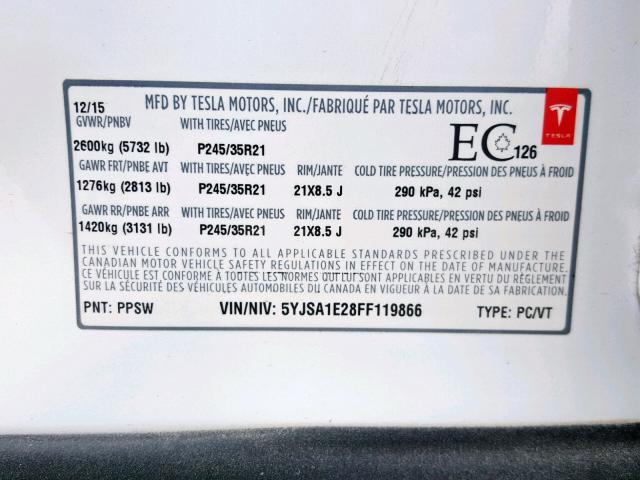 12/15 MFD BY TESLA MOTORS, INC./FABRIQUÉ PAR TESLA MOTORS, INC.
GVWR/PNBV WITH TIRES/AVEC PNEUS
2600kg (5732 lb) P245/35R21 EC 126
TESLA
GAWR FRT/PNBE AVT WITH TIRES/AVEC PNEUS RIM/JANTE COLD TIRE PRESSURE/PRESSION DES PNEUS À FROID
1276kg (2813 lb) P245/35R21 21X8.5 J 290 kPa, 42 psi
GAWR RR/PNBE ARR WITH TIRES/AVEC PNEUS RIM/JANTE COLD TIRE PRESSURE/PRESSION DES PNEUS À FROID
1420kg (3131 lb) P245/35R21 21X8.5 J 290 kPa, 42 psi
THIS VEHICLE CONFORMS TO ALL APPLICABLE STANDARDS PRESCRIBED UNDER THE
CANADIAN MOTOR VEHICLE SAFETY REGULATIONS IN EFFECT ON THE DATE OF MANUFACTURE.
CE VÉHICULE EST CONFORME À TOUTES LES NORMES QUI LUI SONT APPLICABLES EN VERTU DU RÈGLEMENT
SUR LA SÉCURITÉ DES VÉHICULES AUTOMOBILES DU CANADA EN VIGUEUR À LA DATE DE SA FABRICATION.
PNT: PPSW VIN/NIV: 5YJSA1E28FF119866 TYPE: PC/VT